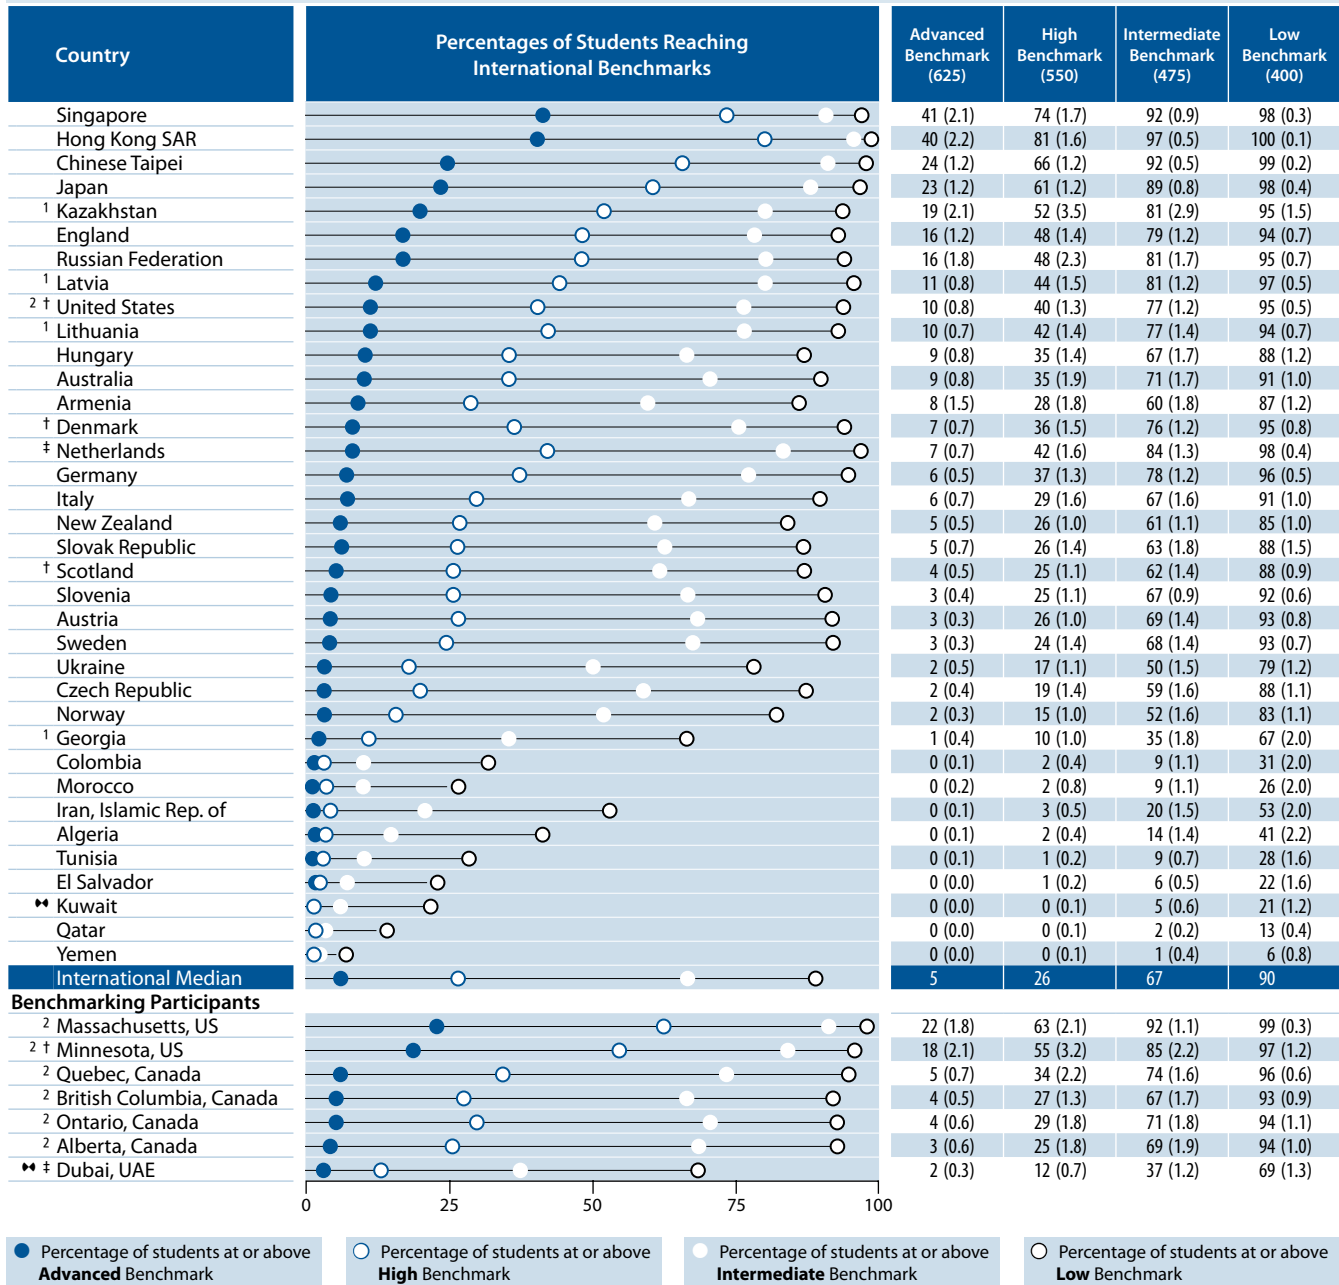 Country Percentages of Students Reaching International Benchmarks Advanced Benchmark (625) High Benchmark (550) Intermediate Benchmark (475) Low Benchmark (400)
Singapore 41 (2.1) 74 (1.7) 92 (0.9) 98 (0.3)
Hong Kong SAR 40 (2.2) 81 (1.6) 97 (0.5) 100 (0.1)
Chinese Taipei 24 (1.2) 66 (1.2) 92 (0.5) 99 (0.2)
Japan 23 (1.2) 61 (1.2) 89 (0.8) 98 (0.4)
1 Kazakhstan 19 (2.1) 52 (3.5) 81 (2.9) 95 (1.5)
England 16 (1.2) 48 (1.4) 79 (1.2) 94 (0.7)
Russian Federation 16 (1.8) 48 (2.3) 81 (1.7) 95 (0.7)
1 Latvia 11 (0.8) 44 (1.5) 81 (1.2) 97 (0.5)
2 † United States 10 (0.8) 40 (1.3) 77 (1.2) 95 (0.5)
1 Lithuania 10 (0.7) 42 (1.4) 77 (1.4) 94 (0.7)
Hungary 9 (0.8) 35 (1.4) 67 (1.7) 88 (1.2)
Australia 9 (0.8) 35 (1.9) 71 (1.7) 91 (1.0)
Armenia 8 (1.5) 28 (1.8) 60 (1.8) 87 (1.2)
† Denmark 7 (0.7) 36 (1.5) 76 (1.2) 95 (0.8)
‡ Netherlands 7 (0.7) 42 (1.6) 84 (1.3) 98 (0.4)
Germany 6 (0.5) 37 (1.3) 78 (1.2) 96 (0.5)
Italy 6 (0.7) 29 (1.6) 67 (1.6) 91 (1.0)
New Zealand 5 (0.5) 26 (1.0) 61 (1.1) 85 (1.0)
Slovak Republic 5 (0.7) 26 (1.4) 63 (1.8) 88 (1.5)
† Scotland 4 (0.5) 25 (1.1) 62 (1.4) 88 (0.9)
Slovenia 3 (0.4) 25 (1.1) 67 (0.9) 92 (0.6)
Austria 3 (0.3) 26 (1.0) 69 (1.4) 93 (0.8)
Sweden 3 (0.3) 24 (1.4) 68 (1.4) 93 (0.7)
Ukraine 2 (0.5) 17 (1.1) 50 (1.5) 79 (1.2)
Czech Republic 2 (0.4) 19 (1.4) 59 (1.6) 88 (1.1)
Norway 2 (0.3) 15 (1.0) 52 (1.6) 83 (1.1)
1 Georgia 1 (0.4) 10 (1.0) 35 (1.8) 67 (2.0)
Colombia 0 (0.1) 2 (0.4) 9 (1.1) 31 (2.0)
Morocco 0 (0.2) 2 (0.8) 9 (1.1) 26 (2.0)
Iran, Islamic Rep. of 0 (0.1) 3 (0.5) 20 (1.5) 53 (2.0)
Algeria 0 (0.1) 2 (0.4) 14 (1.4) 41 (2.2)
Tunisia 0 (0.1) 1 (0.2) 9 (0.7) 28 (1.6)
El Salvador 0 (0.0) 1 (0.2) 6 (0.5) 22 (1.6)
Kuwait 0 (0.0) 0 (0.1) 5 (0.6) 21 (1.2)
Qatar 0 (0.0) 0 (0.1) 2 (0.2) 13 (0.4)
Yemen 0 (0.0) 0 (0.1) 1 (0.4) 6 (0.8)
International Median 5 26 67 90
Benchmarking Participants
2 Massachusetts, US 22 (1.8) 63 (2.1) 92 (1.1) 99 (0.3)
2 † Minnesota, US 18 (2.1) 55 (3.2) 85 (2.2) 97 (1.2)
2 Quebec, Canada 5 (0.7) 34 (2.2) 74 (1.6) 96 (0.6)
2 British Columbia, Canada 4 (0.5) 27 (1.3) 67 (1.7) 93 (0.9)
2 Ontario, Canada 4 (0.6) 29 (1.8) 71 (1.8) 94 (1.1)
2 Alberta, Canada 3 (0.6) 25 (1.8) 69 (1.9) 94 (1.0)
‡ Dubai, UAE 2 (0.3) 12 (0.7) 37 (1.2) 69 (1.3)
0 25 50 75 100
Percentage of students at or above Advanced Benchmark
Percentage of students at or above High Benchmark
Percentage of students at or above Intermediate Benchmark
Percentage of students at or above Low Benchmark